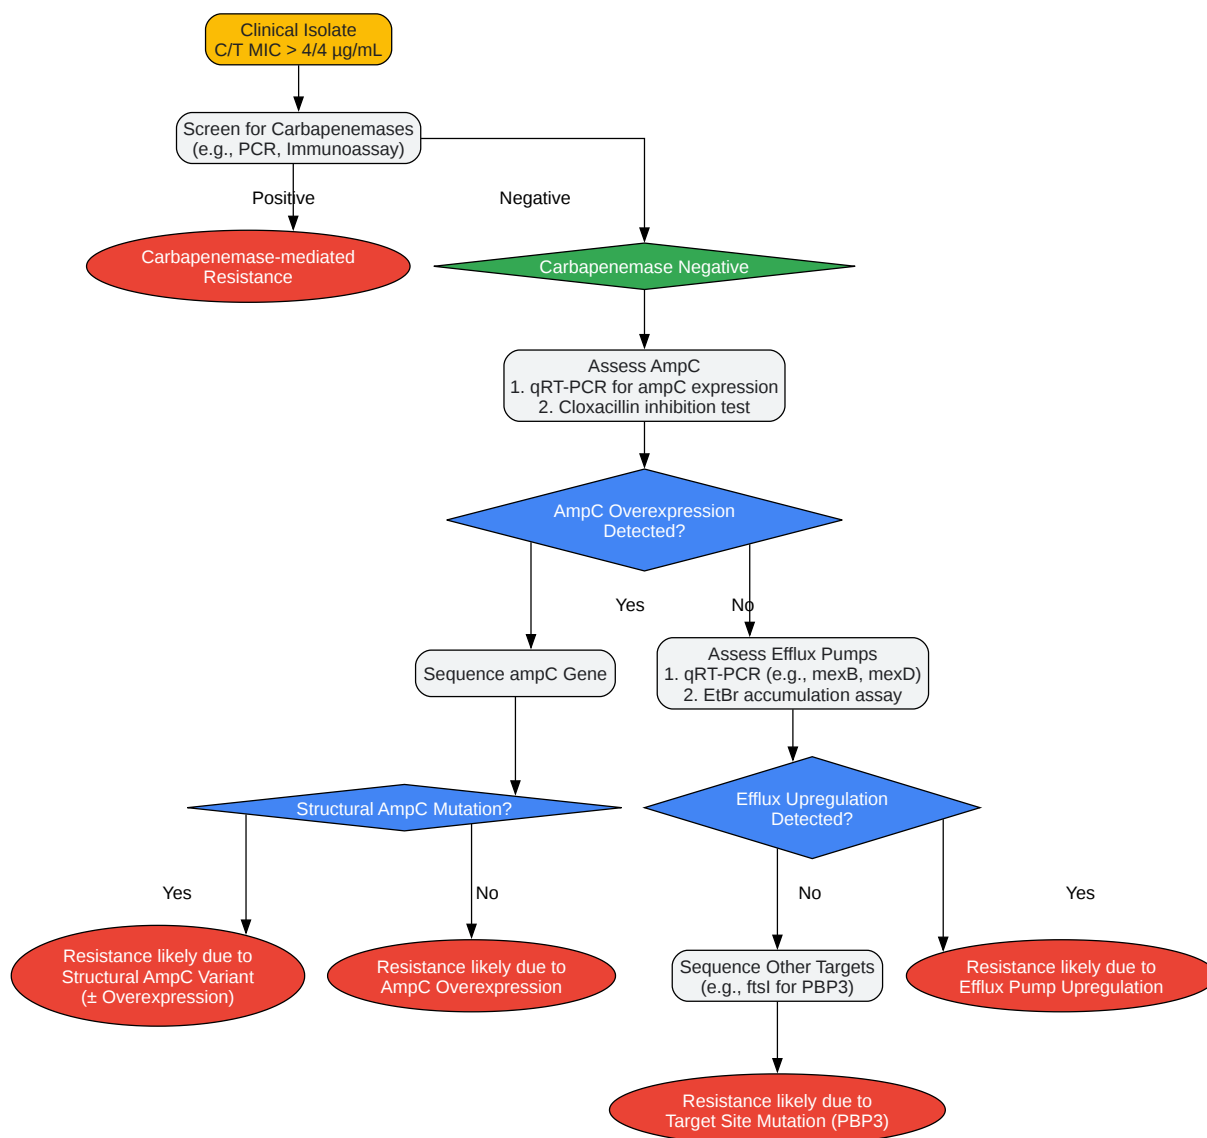 Clinical Isolate
C/T MIC > 4/4 µg/mL
Screen for Carbapenemases
(e.g., PCR, Immunoassay)
Positive
Negative
Carbapenemase-mediated
Resistance
Carbapenemase Negative
Assess AmpC
1. qRT-PCR for ampC expression
2. Cloxacillin inhibition test
AmpC Overexpression
Detected?
Yes
No
Sequence ampC Gene
Assess Efflux Pumps
1. qRT-PCR (e.g., mexB, mexD)
2. EtBr accumulation assay
Structural AmpC Mutation?
Efflux Upregulation
Detected?
Yes
No
No
Yes
Resistance likely due to
Structural AmpC Variant
(± Overexpression)
Resistance likely due to
AmpC Overexpression
Sequence Other Targets
(e.g., ftsI for PBP3)
Resistance likely due to
Efflux Pump Upregulation
Resistance likely due to
Target Site Mutation (PBP3)